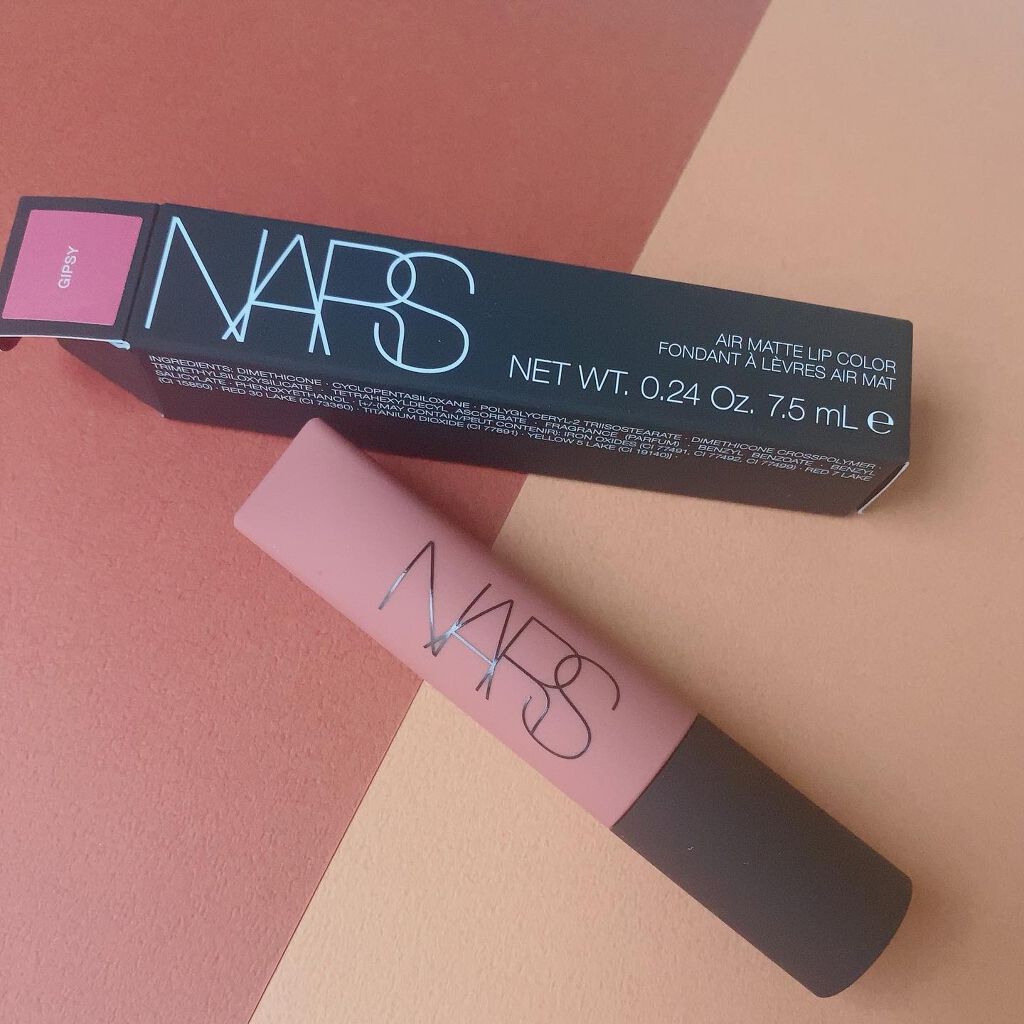 GIPSY
NARS
AIR MATTE LIP COLOR
FONDANT À LÈVRES AIR MAT
NET WT. 0.24 Oz. 7.5 mL e
INGREDIENTS: DIMETHICONE · CYCLOPENTASILOXANE · POLYGLYCERYL-2 TRIISOSTEARATE · DIMETHICONE CROSSPOLYMER ·
TRIMETHYLSILOXYSILICATE · TETRAHEXYLDECYL ASCORBATE · FRAGRANCE (PARFUM) · BENZYL BENZOATE · BENZYL
SALICYLATE · PHENOXYETHANOL · [+/-(MAY CONTAIN/PEUT CONTENIR): IRON OXIDES (CI 77491, CI 77492, CI 77499) · RED 7 LAKE
(CI 15850) · RED 30 LAKE (CI 73360) · TITANIUM DIOXIDE (CI 77891) · YELLOW 5 LAKE (CI 19140)] ·
NARS